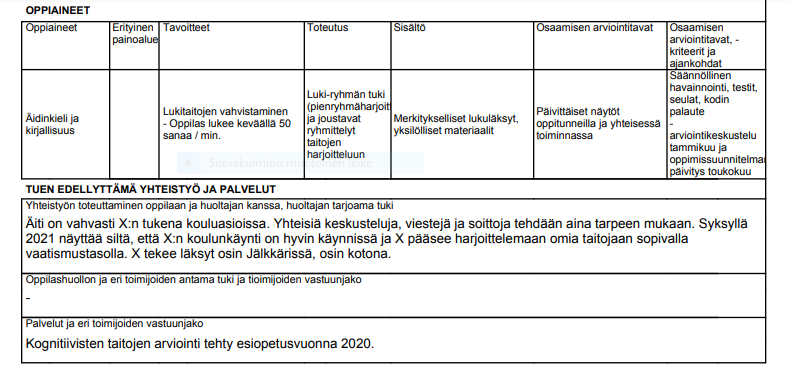 OPPIAINEET
Oppiaineet
Erityinen
painoalue
Tavoitteet
Toteutus
Sisältö
Osaamisen arviointitavat
Osaamisen
arviointitavat, -
kriteerit ja
ajankohdat
Äidinkieli ja
kirjallisuus
Lukitaitojen vahvistaminen
- Oppilas lukee keväällä 50
sanaa / min.
Luki-ryhmän tuki
(pienryhmäharjoit
ja joustavat
ryhmittelyt
taitojen
harjoitteluun
Merkitykselliset lukuläksyt,
yksilölliset materiaalit
Päivittäiset näytöt
oppitunneilla ja yhteisessä
toiminnassa
Säännöllinen
havainnointi, testit,
seulat, kodin
palaute
-
arviointikeskustelu
tammikuu ja
oppimissuunnitelman
päivitys toukokuu
Suorakulmion muotoinen leike
TUEN EDELLYTTÄMÄ YHTEISTYÖ JA PALVELUT
Yhteistyön toteuttaminen oppilaan ja huoltajan kanssa, huoltajan tarjoama tuki
Äiti on vahvasti X:n tukena kouluasioissa. Yhteisiä keskusteluja, viestejä ja soittoja tehdään aina tarpeen mukaan. Syksyllä
2021 näyttää siltä, että X:n koulunkäynti on hyvin käynnissä ja X pääsee harjoittelemaan omia taitojaan sopivalla
vaatismustasolla. X tekee läksyt osin Jälkkärissä, osin kotona.
Oppilashuollon ja eri toimijoiden antama tuki ja tioimijoiden vastuunjako
-
Palvelut ja eri toimijoiden vastuunjako
Kognitiivisten taitojen arviointi tehty esiopetusvuonna 2020.